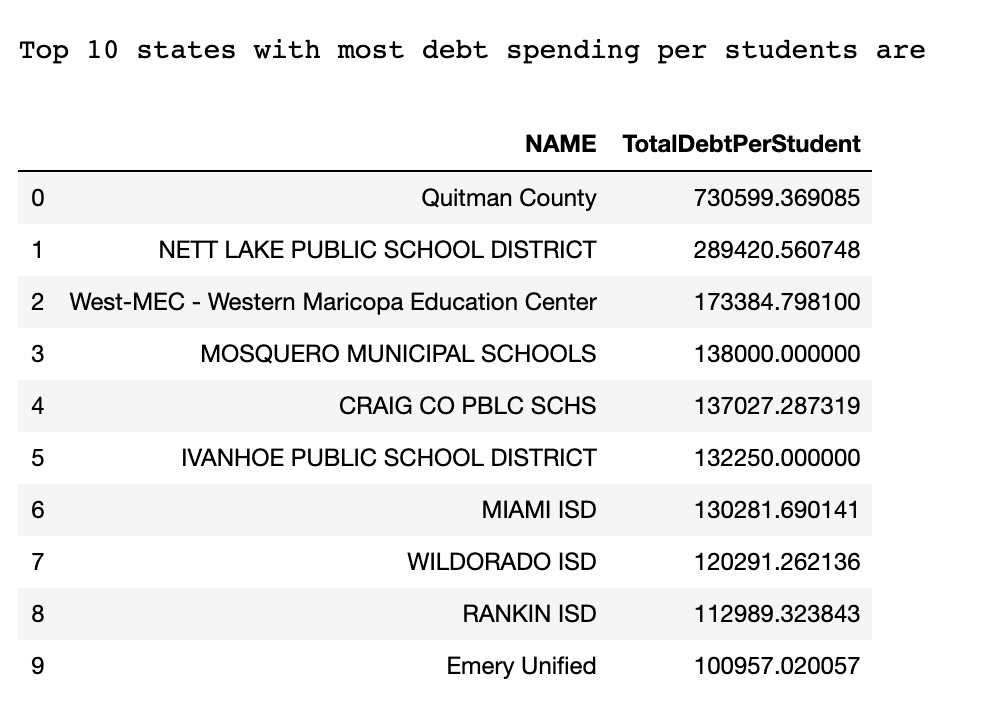 Top 10 states with most debt spending per students are
NAME TotalDebtPerStudent
0 Quitman County 730599.369085
1 NETT LAKE PUBLIC SCHOOL DISTRICT 289420.560748
2 West-MEC - Western Maricopa Education Center 173384.798100
3 MOSQUERO MUNICIPAL SCHOOLS 138000.000000
4 CRAIG CO PBLC SCHS 137027.287319
5 IVANHOE PUBLIC SCHOOL DISTRICT 132250.000000
6 MIAMI ISD 130281.690141
7 WILDORADO ISD 120291.262136
8 RANKIN ISD 112989.323843
9 Emery Unified 100957.020057